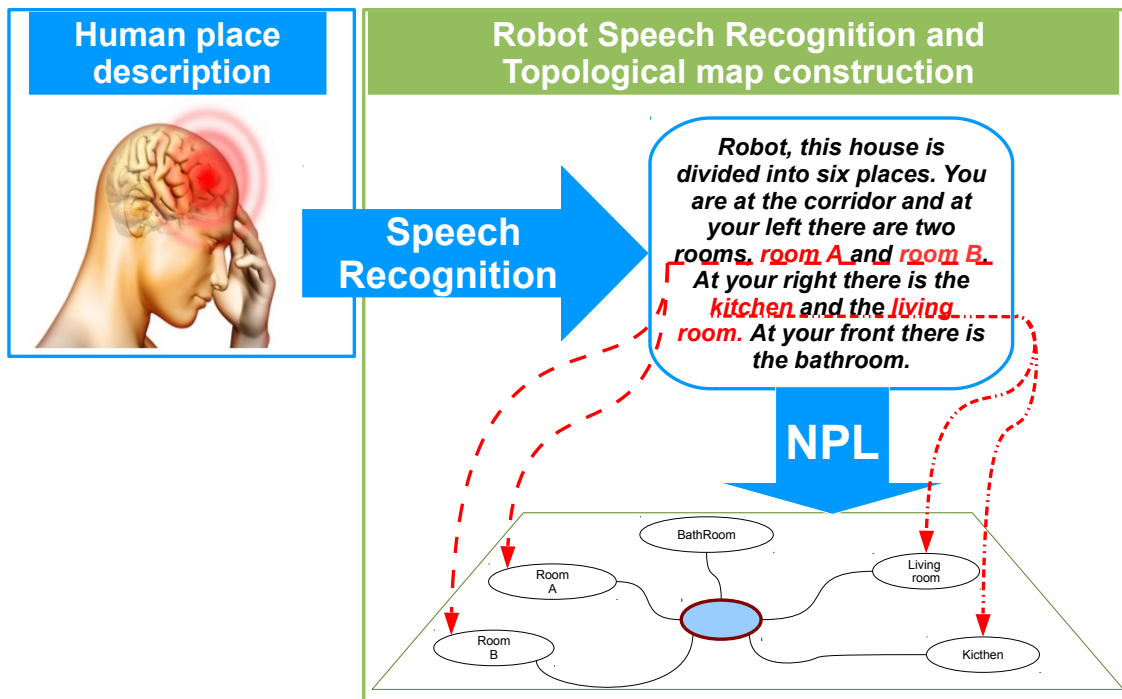 Human place
description
Robot Speech Recognition and
Topological map construction
Speech
Recognition
Robot, this house is
divided into six places. You
are at the corridor and at
your left there are two
rooms. room A and room B.
At your right there is the
kitchen and the living
room. At your front there is
the bathroom.
NPL
BathRoom
Living
room
Room
A
Room
B
Kicthen